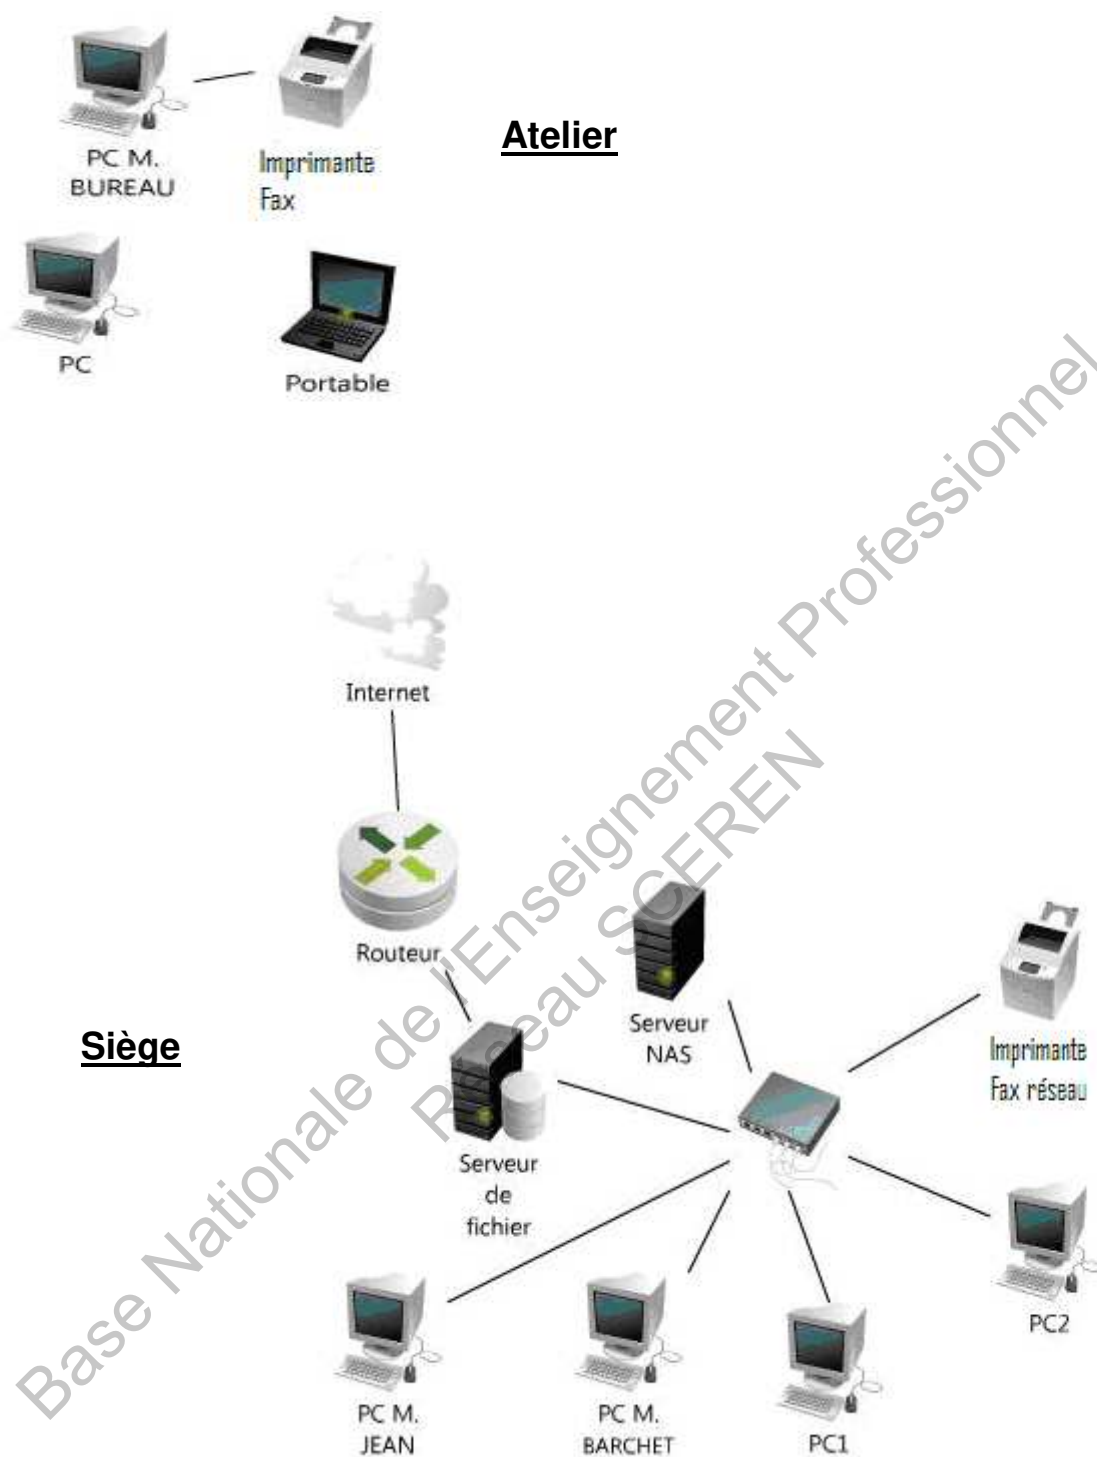 Atelier
PC M.
BUREAU
Imprimante
Fax
PC
Portable
Internet
Routeur
Siège
Serveur
NAS
Imprimante
Fax réseau
Serveur
de
fichier
PC2
PC M.
JEAN
PC M.
BARCHET
PC1
Base Nationale de l'Enseignement Professionnel
Réseau SCEREN